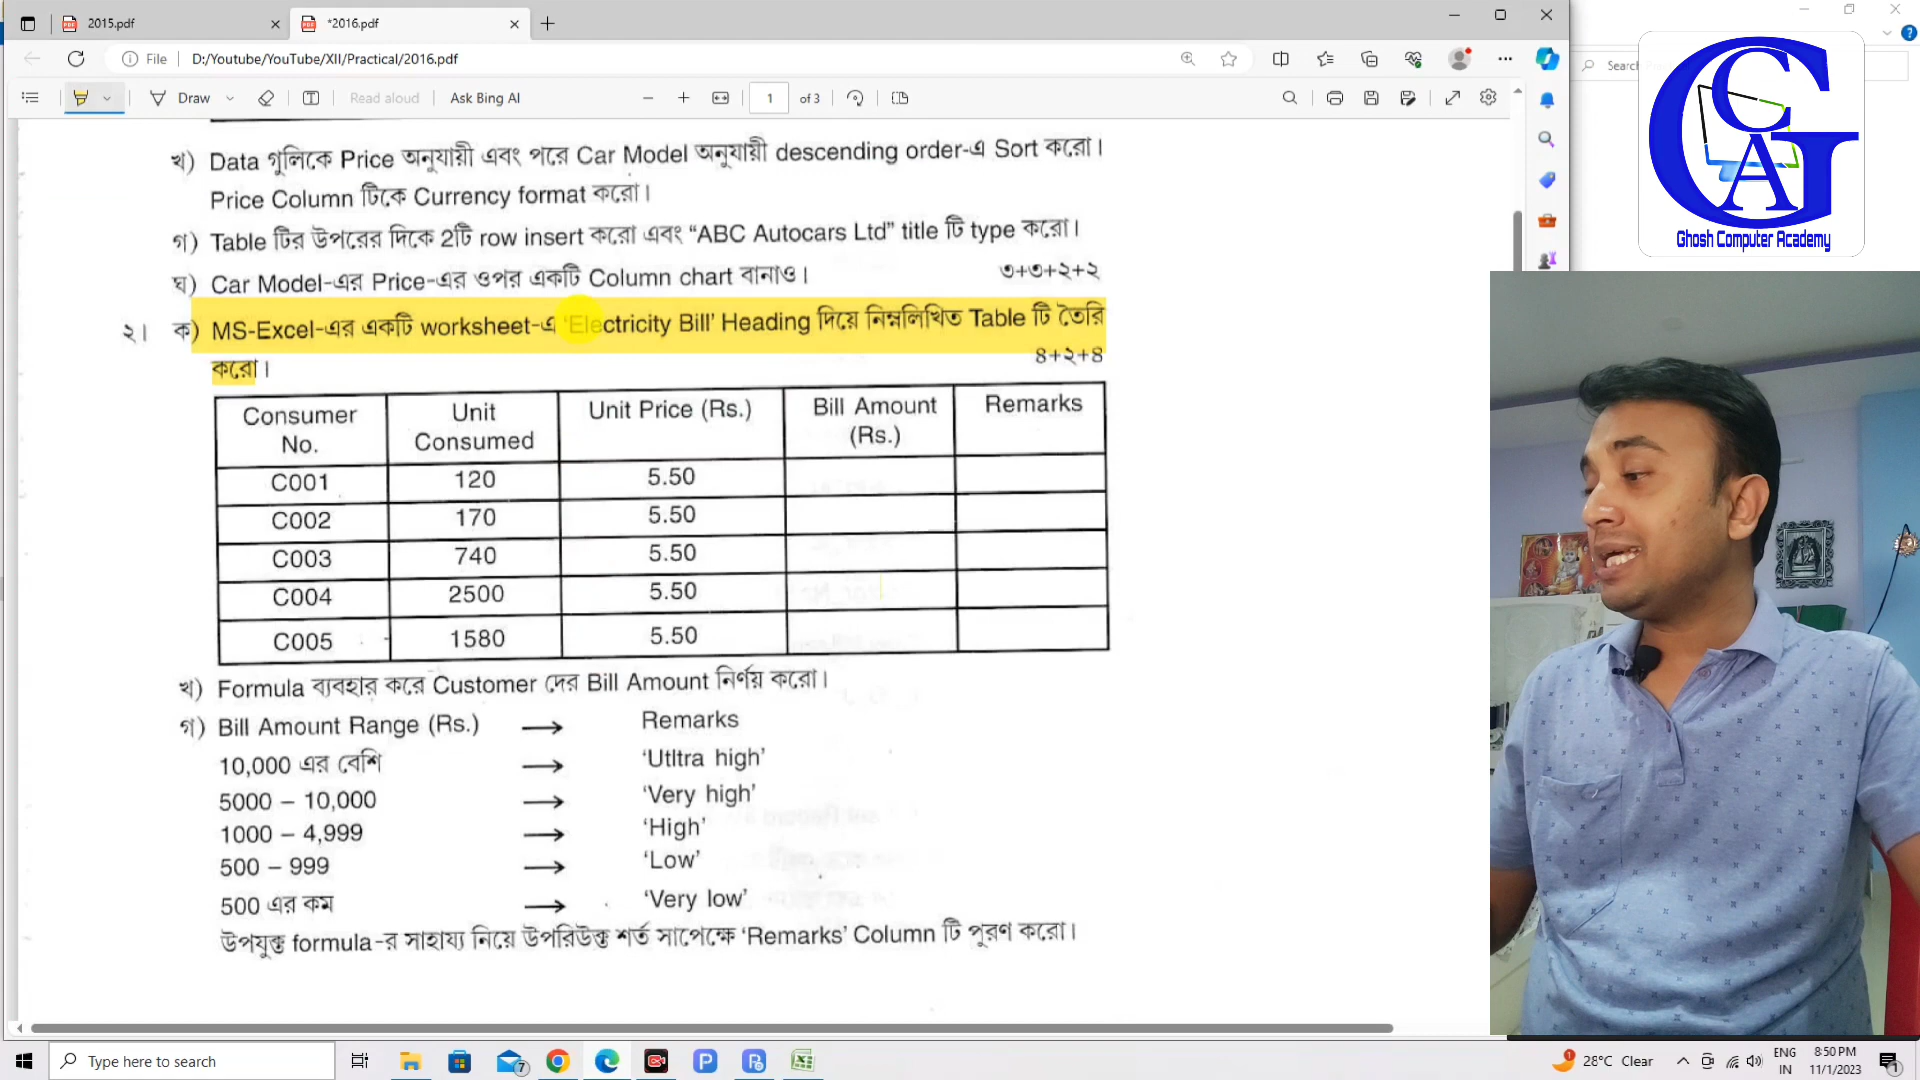 2015.pdf
*2016.pdf
File
D:/Youtube/YouTube/XII/Practical/2016.pdf
Draw
Read aloud
Ask Bing AI
1
of 3
Searc
CGA
Ghosh Computer Academy
খ) Data গুলিকে Price অনুযায়ী এবং পরে Car Model অনুযায়ী descending order-এ Sort করো।
Price Column টিকে Currency format করো।
গ) Table টির উপরের দিকে 2টি row insert করো এবং “ABC Autocars Ltd” title টি type করো।
ঘ) Car Model-এর Price-এর ওপর একটি Column chart বানাও। ৩+৩+২+২
২। ক) MS-Excel-এর একটি worksheet-এ ‘Electricity Bill’ Heading দিয়ে নিম্নলিখিত Table টি তৈরি
করো। ৪+২+৪
Consumer No. Unit Consumed Unit Price (Rs.) Bill Amount (Rs.) Remarks
C001 120 5.50
C002 170 5.50
C003 740 5.50
C004 2500 5.50
C005 1580 5.50
খ) Formula ব্যবহার করে Customer দের Bill Amount নির্ণয় করো।
গ) Bill Amount Range (Rs.) → Remarks
10,000 এর বেশি → ‘Utltra high’
5000 – 10,000 → ‘Very high’
1000 – 4,999 → ‘High’
500 – 999 → ‘Low’
500 এর কম → ‘Very low’
উপযুক্ত formula-র সাহায্য নিয়ে উপরিউক্ত শর্ত সাপেক্ষে ‘Remarks’ Column টি পুরণ করো।
Type here to search
7
28°C Clear
ENG
IN
8:50 PM
11/1/2023
1